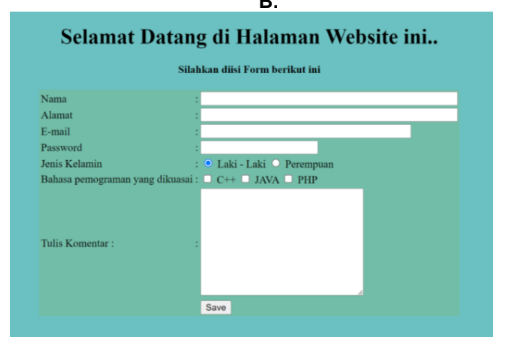 B.
Selamat Datang di Halaman Website ini..
Silahkan diisi Form berikut ini
Nama :
Alamat :
E-mail :
Password :
Jenis Kelamin : Laki - Laki Perempuan
Bahasa pemograman yang dikuasai : C++ JAVA PHP
Tulis Komentar : :
Save